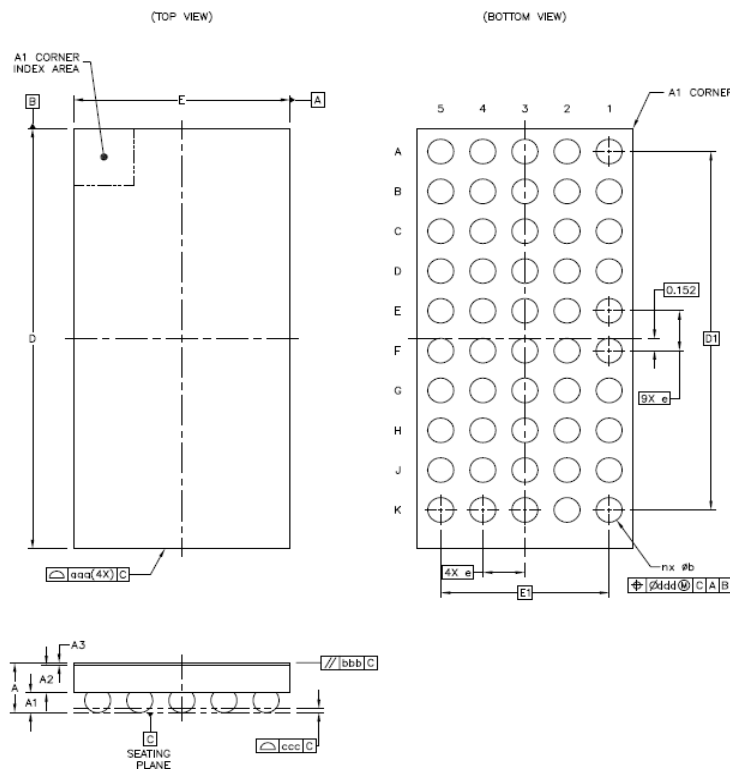 (TOP VIEW)
(BOTTOM VIEW)
A1 CORNER
INDEX AREA
E
A
B
D
A1 CORNER
5 4 3 2 1
A
B
C
D
E
F
G
H
J
K
0.152
D1
9X e
4X e
E1
nx øb
Øddd Ⓜ C A B
aaa(4X) C
A3
A
A2
A1
bbb C
C
SEATING
PLANE
ccc C